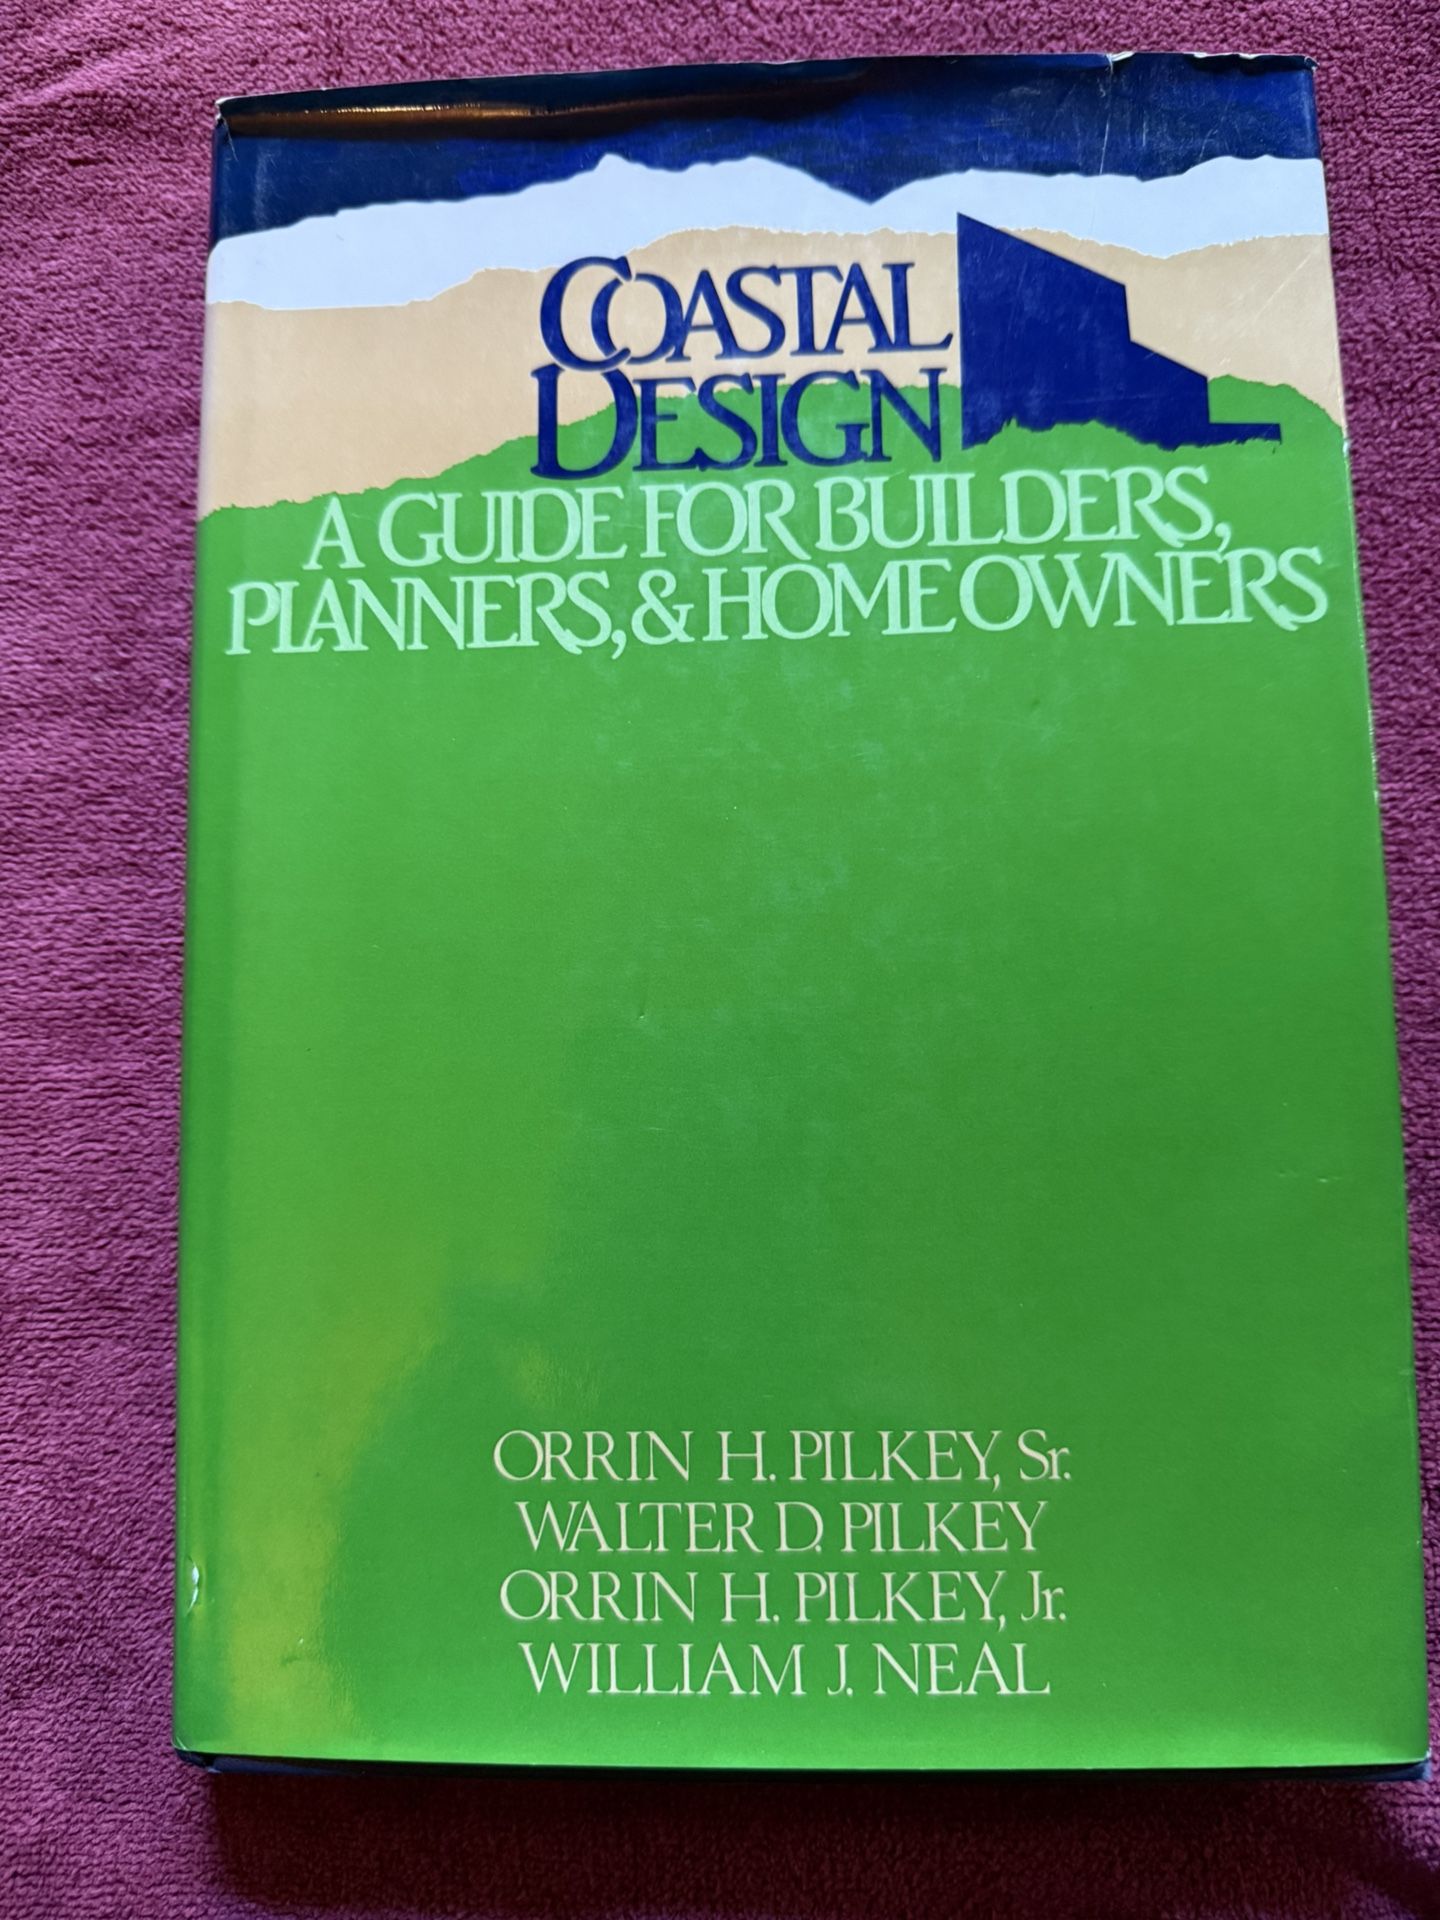 COASTAL
DESIGN
A GUIDE FOR BUILDERS,
PLANNERS, & HOME OWNERS
ORRIN H. PILKEY, Sr.
WALTER D. PILKEY
ORRIN H. PILKEY, Jr.
WILLIAM J. NEAL